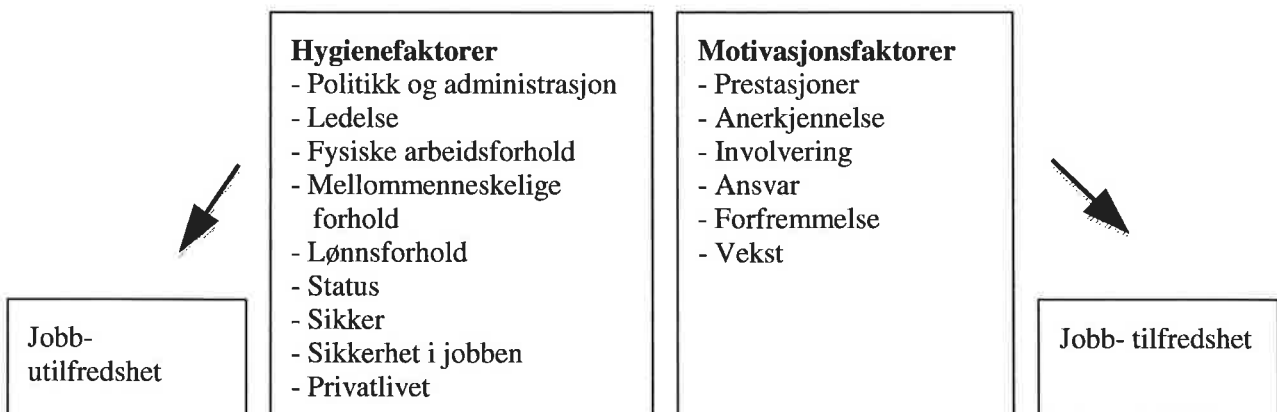 Hygienefaktorer
- Politikk og administrasjon
- Ledelse
- Fysiske arbeidsforhold
- Mellommenneskelige
forhold
- Lønnsforhold
- Status
- Sikker
- Sikkerhet i jobben
- Privatlivet
Motivasjonsfaktorer
- Prestasjoner
- Anerkjennelse
- Involvering
- Ansvar
- Forfremmelse
- Vekst
Jobb-
utilfredshet
Jobb- tilfredshet